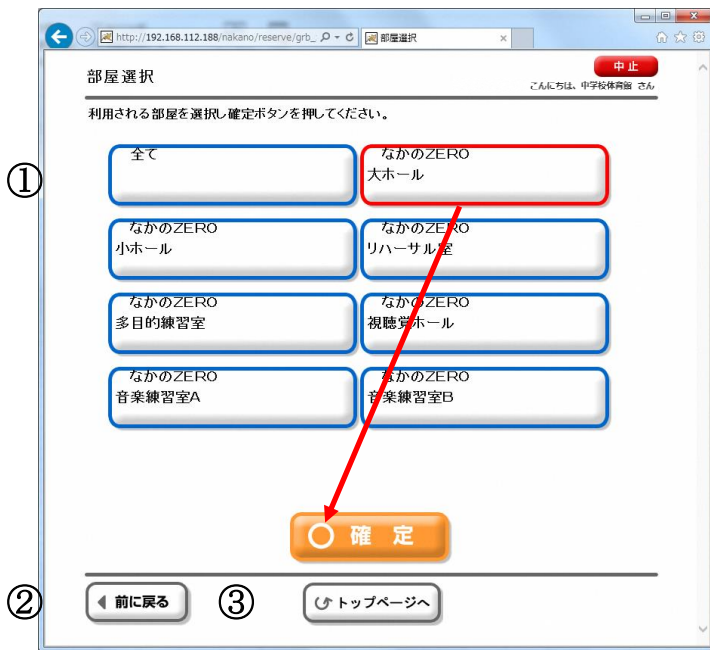 http://192.168.112.188/nakano/reserve/grb_
部屋選択
部屋選択
中止
こんにちは、中学校体育館 さん
利用される部屋を選択し確定ボタンを押してください。
①
全て
なかのZERO
大ホール
なかのZERO
小ホール
なかのZERO
リハーサル室
なかのZERO
多目的練習室
なかのZERO
視聴覚ホール
なかのZERO
音楽練習室A
なかのZERO
音楽練習室B
確 定
②
前に戻る
③
トップページへ